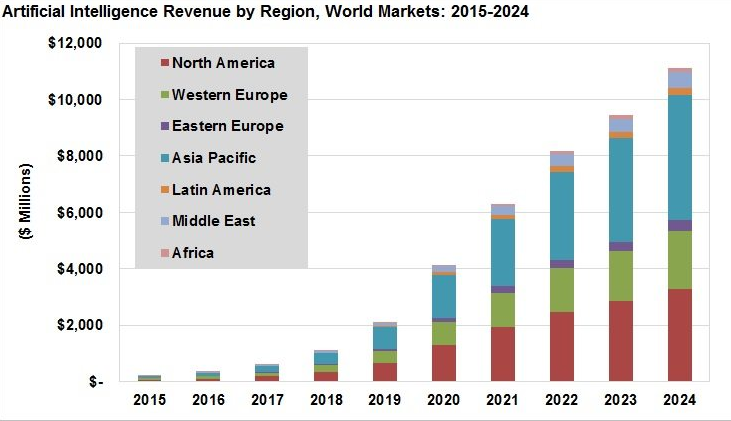 Artificial Intelligence Revenue by Region, World Markets: 2015-2024
$12,000
$10,000
$8,000
$6,000
$4,000
$2,000
$-
($ Millions)
North America
Western Europe
Eastern Europe
Asia Pacific
Latin America
Middle East
Africa
2015 2016 2017 2018 2019 2020 2021 2022 2023 2024